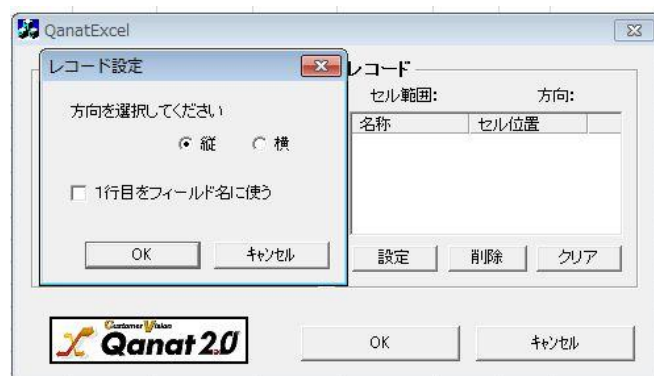 QanatExcel
レコード設定
方向を選択してください
縦 横
1行目をフィールド名に使う
OK キャンセル
レコード
セル範囲: 方向:
名称 セル位置
設定 削除 クリア
Customer Vision
Qanat 2.0
OK キャンセル